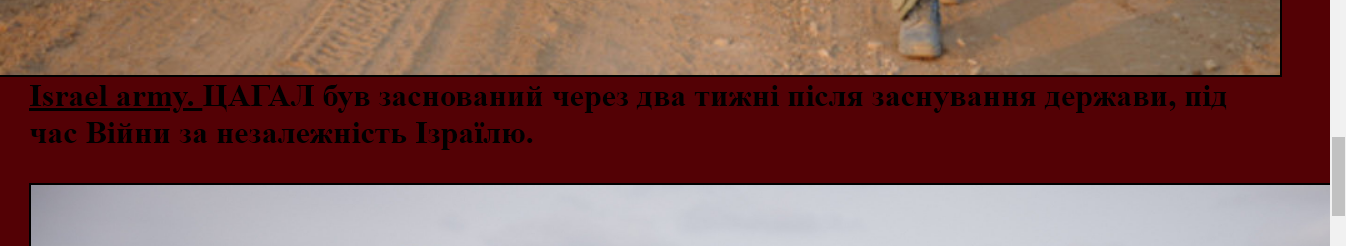 Israel army. ЦАГАЛ був заснований через два тижні після заснування держави, під
час Війни за незалежність Ізраїлю.